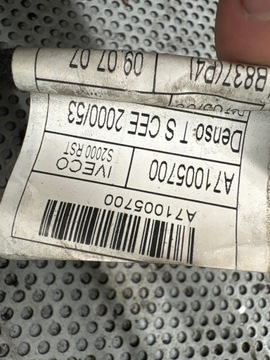 B837(P4)
09.07.07
Denso T S CEE 2000/53
A71005700
IVECO
S2000 RST
A71005700